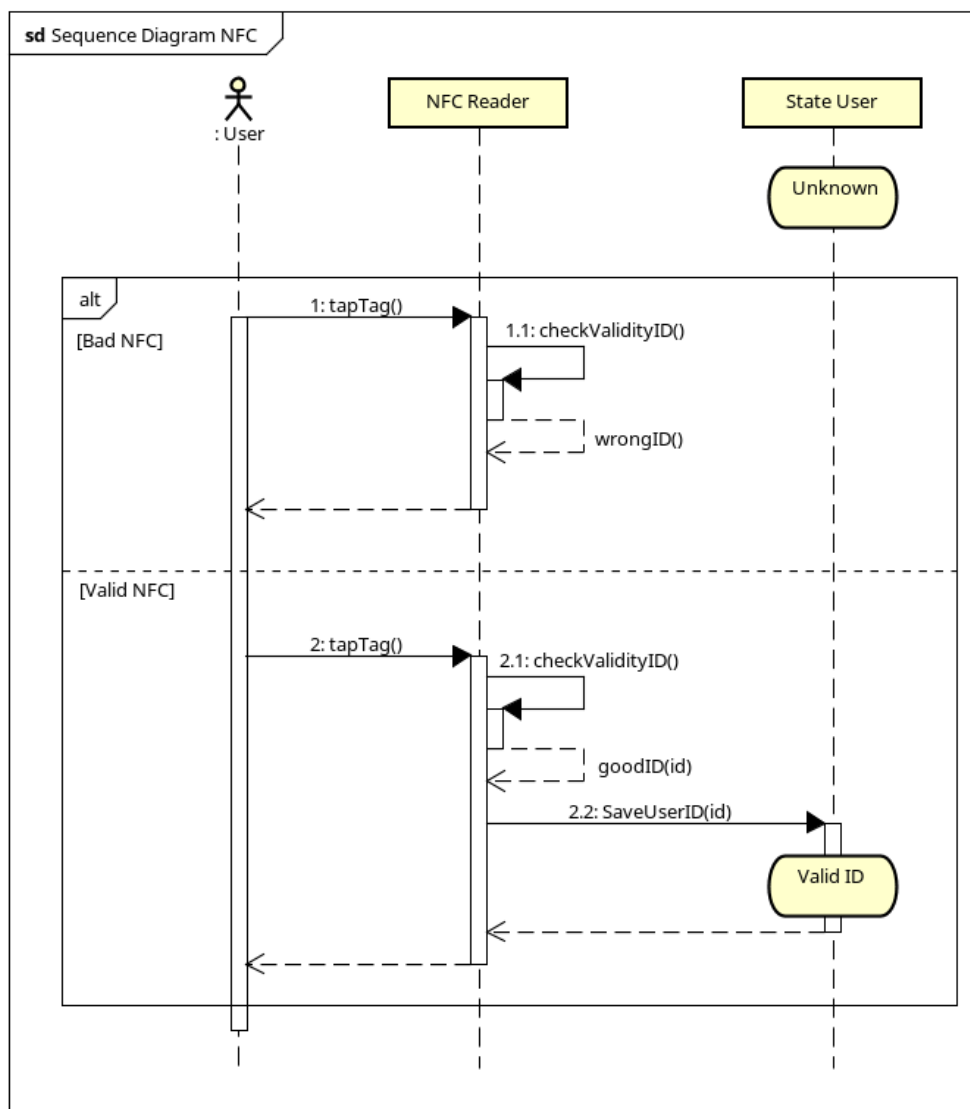 sd Sequence Diagram NFC
: User
NFC Reader
State User
Unknown
alt
[Bad NFC]
1: tapTag()
1.1: checkValidityID()
wrongID()
[Valid NFC]
2: tapTag()
2.1: checkValidityID()
goodID(id)
2.2: SaveUserID(id)
Valid ID